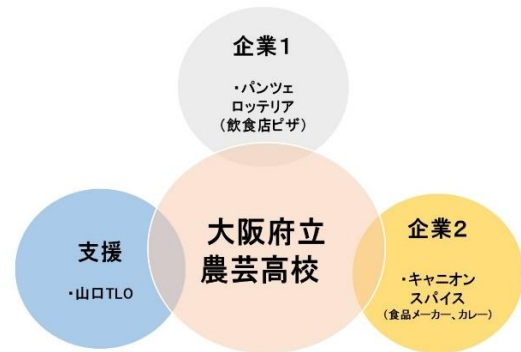 企業1
・パンツェ
ロッテリア
(飲食店ピザ)
大阪府立
農芸高校
支援
・山口TLO
企業2
・キャニオン
スパイス
(食品メーカー、カレー)